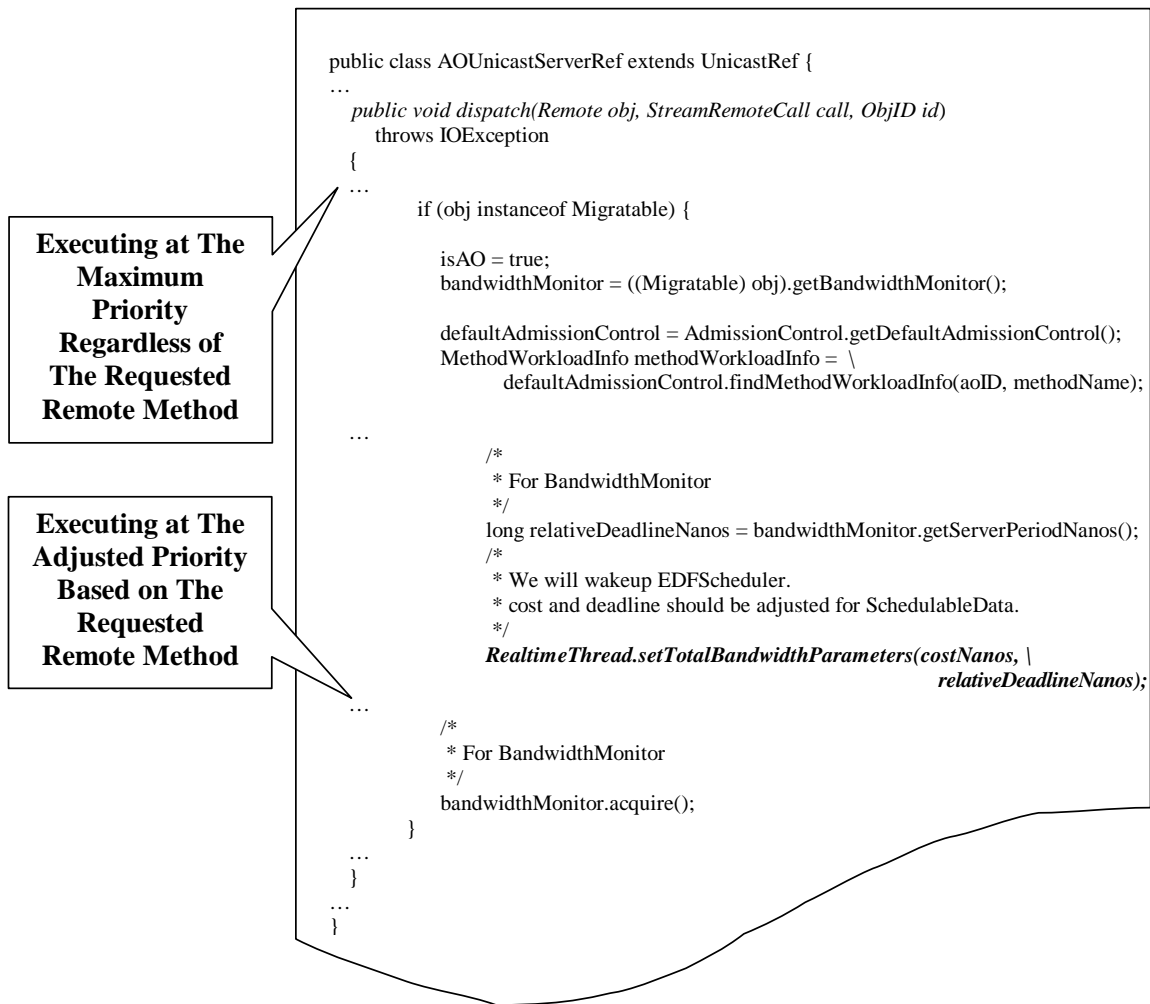 public class AOUnicastServerRef extends UnicastRef {
…
public void dispatch(Remote obj, StreamRemoteCall call, ObjID id)
throws IOException
{
…
if (obj instanceof Migratable) {
isAO = true;
bandwidthMonitor = ((Migratable) obj).getBandwidthMonitor();
defaultAdmissionControl = AdmissionControl.getDefaultAdmissionControl();
MethodWorkloadInfo methodWorkloadInfo = \
defaultAdmissionControl.findMethodWorkloadInfo(aoID, methodName);
…
/*
* For BandwidthMonitor
*/
long relativeDeadlineNanos = bandwidthMonitor.getServerPeriodNanos();
/*
* We will wakeup EDFScheduler.
* cost and deadline should be adjusted for SchedulableData.
*/
RealtimeThread.setTotalBandwidthParameters(costNanos, \
relativeDeadlineNanos);
…
/*
* For BandwidthMonitor
*/
bandwidthMonitor.acquire();
}
…
}
…
}
Executing at The
Maximum
Priority
Regardless of
The Requested
Remote Method
Executing at The
Adjusted Priority
Based on The
Requested
Remote Method